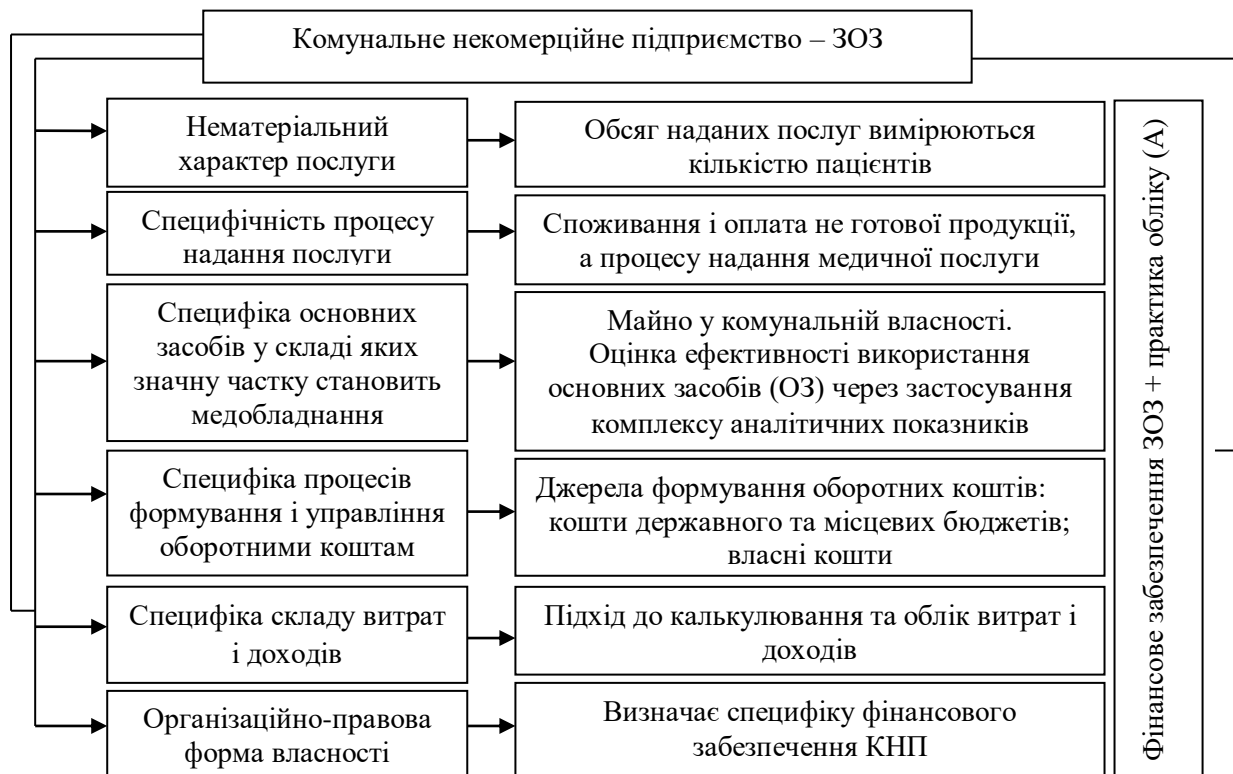 Комунальне некомерційне підприємство – ЗОЗ
Нематеріальний
характер послуги
Обсяг наданих послуг вимірюються
кількістю пацієнтів
Специфічність процесу
надання послуги
Споживання і оплата не готової продукції,
а процесу надання медичної послуги
Специфіка основних
засобів у складі яких
значну частку становить
медобладнання
Майно у комунальній власності.
Оцінка ефективності використання
основних засобів (ОЗ) через застосування
комплексу аналітичних показників
Специфіка процесів
формування і управління
оборотними коштам
Джерела формування оборотних коштів:
кошти державного та місцевих бюджетів;
власні кошти
Специфіка складу витрат
і доходів
Підхід до калькулювання та облік витрат і
доходів
Організаційно-правова
форма власності
Визначає специфіку фінансового
забезпечення КНП
Фінансове забезпечення ЗОЗ + практика обліку (А)